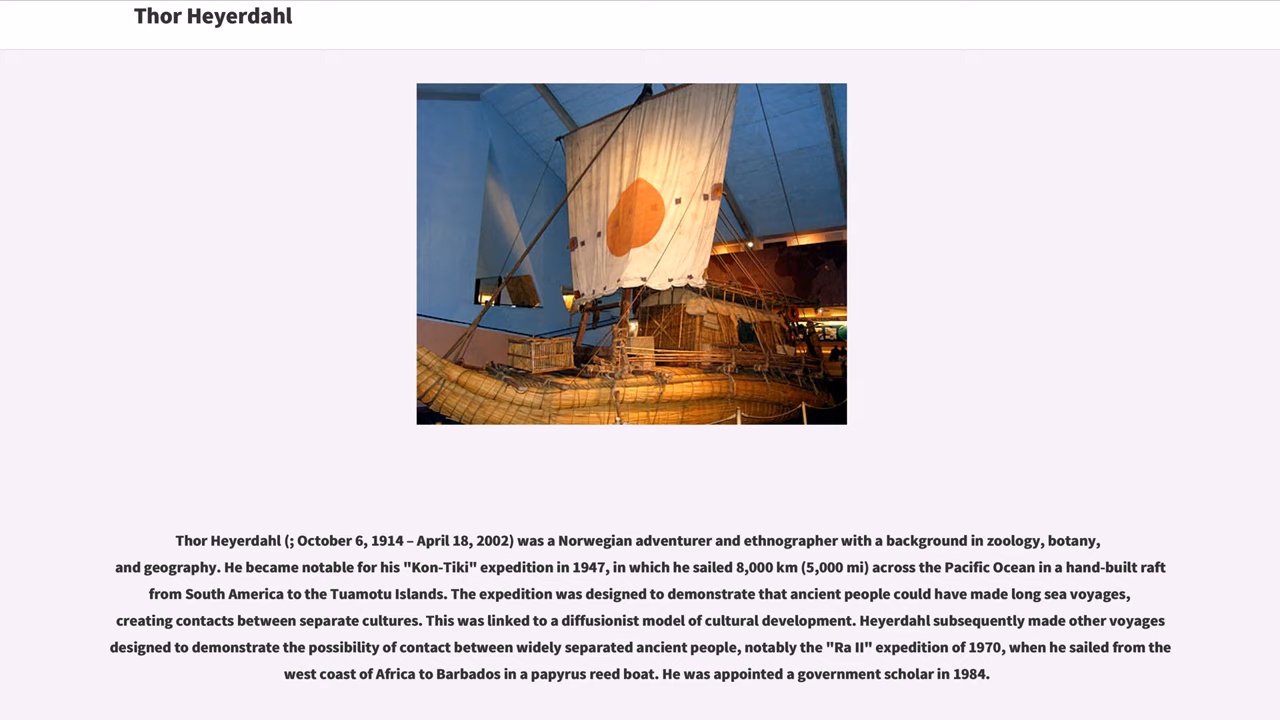 Thor Heyerdahl
Thor Heyerdahl (; October 6, 1914 – April 18, 2002) was a Norwegian adventurer and ethnographer with a background in zoology, botany,
and geography. He became notable for his "Kon-Tiki" expedition in 1947, in which he sailed 8,000 km (5,000 mi) across the Pacific Ocean in a hand-built raft
from South America to the Tuamotu Islands. The expedition was designed to demonstrate that ancient people could have made long sea voyages,
creating contacts between separate cultures. This was linked to a diffusionist model of cultural development. Heyerdahl subsequently made other voyages
designed to demonstrate the possibility of contact between widely separated ancient people, notably the "Ra II" expedition of 1970, when he sailed from the
west coast of Africa to Barbados in a papyrus reed boat. He was appointed a government scholar in 1984.